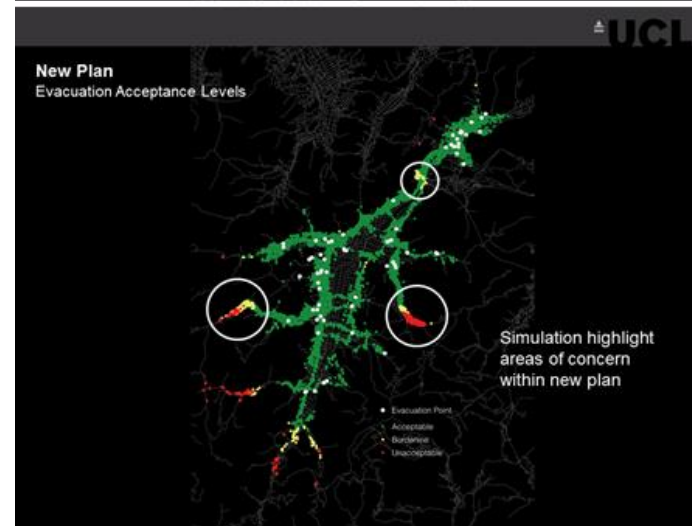 UCL
New Plan
Evacuation Acceptance Levels
Simulation highlight
areas of concern
within new plan
Evacuation Point
Acceptable
Borderline
Unacceptable